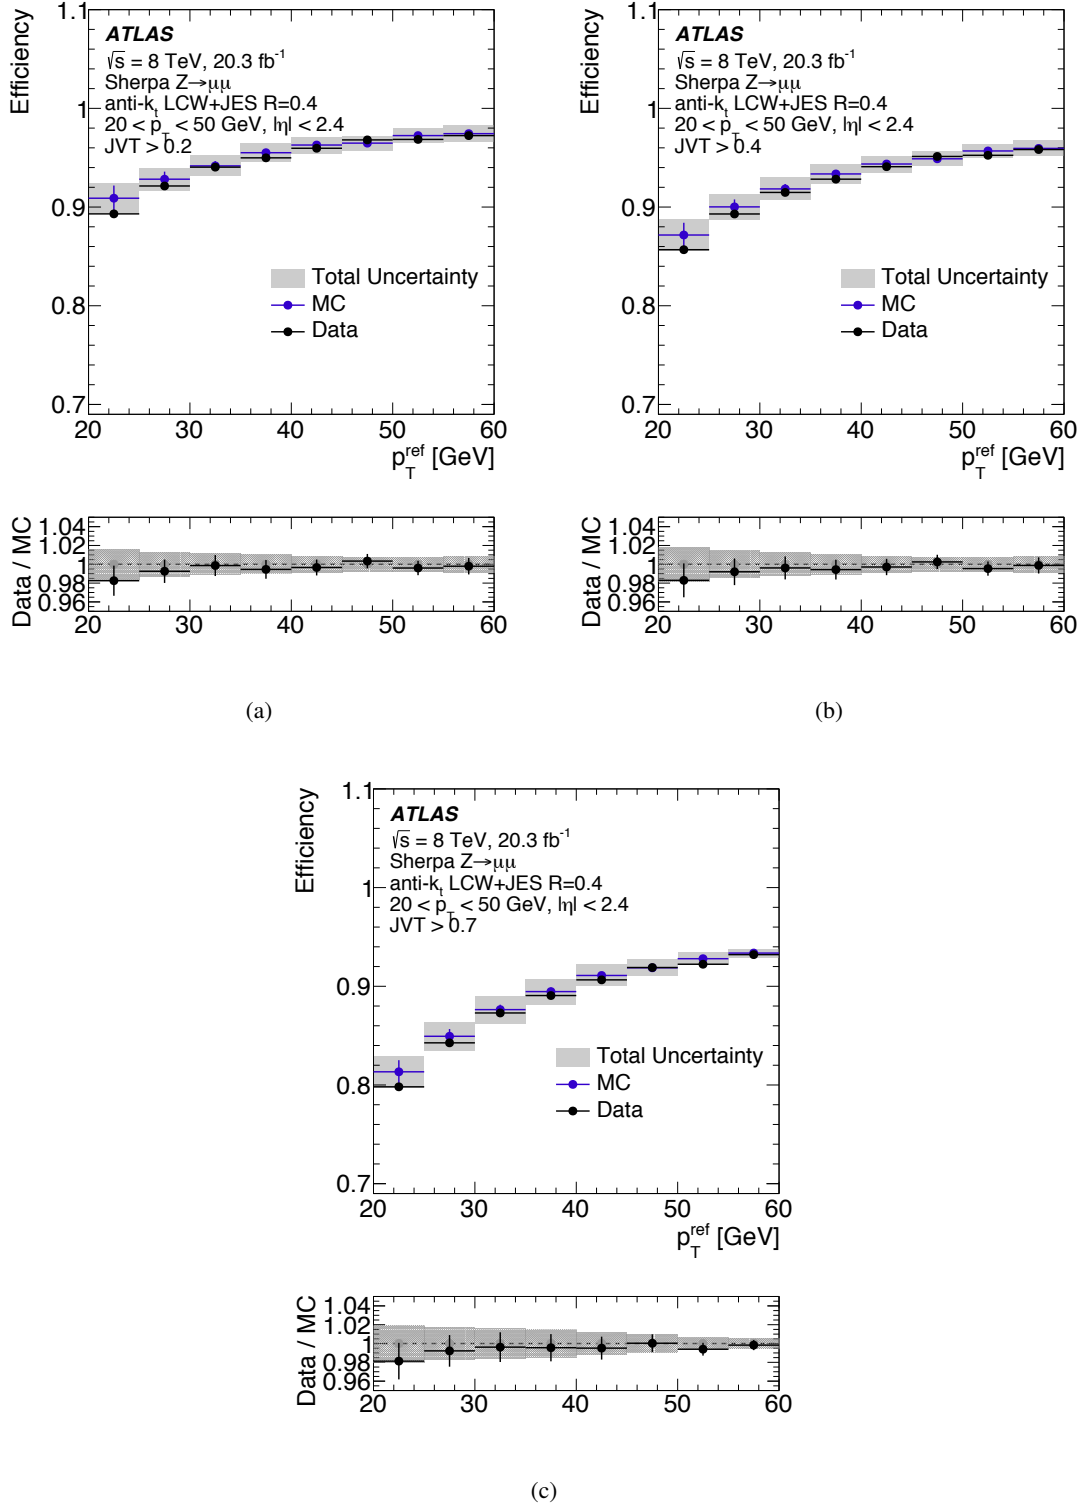 1.1
Efficiency
ATLAS
√s = 8 TeV, 20.3 fb⁻¹
Sherpa Z→μμ
anti-kₜ LCW+JES R=0.4
20 < p_T < 50 GeV, |η| < 2.4
JVT > 0.2
1
0.9
0.8
0.7
Total Uncertainty
MC
Data
20 30 40 50 60
p_T^ref [GeV]
Data / MC
1.04
1.02
1
0.98
0.96
20 30 40 50 60
(a)
1.1
Efficiency
ATLAS
√s = 8 TeV, 20.3 fb⁻¹
Sherpa Z→μμ
anti-kₜ LCW+JES R=0.4
20 < p_T < 50 GeV, |η| < 2.4
JVT > 0.4
1
0.9
0.8
0.7
Total Uncertainty
MC
Data
20 30 40 50 60
p_T^ref [GeV]
Data / MC
1.04
1.02
1
0.98
0.96
20 30 40 50 60
(b)
1.1
Efficiency
ATLAS
√s = 8 TeV, 20.3 fb⁻¹
Sherpa Z→μμ
anti-kₜ LCW+JES R=0.4
20 < p_T < 50 GeV, |η| < 2.4
JVT > 0.7
1
0.9
0.8
0.7
Total Uncertainty
MC
Data
20 30 40 50 60
p_T^ref [GeV]
Data / MC
1.04
1.02
1
0.98
0.96
20 30 40 50 60
(c)